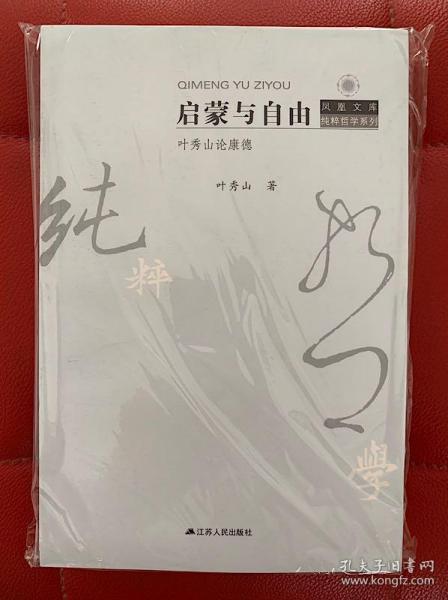 QIMENG YU ZIYOU
启蒙与自由
凤凰文库
纯粹哲学系列
叶秀山论康德
叶秀山 著
纯
粹
哲
學
江苏人民出版社
孔夫子旧书网
www.kongfz.com